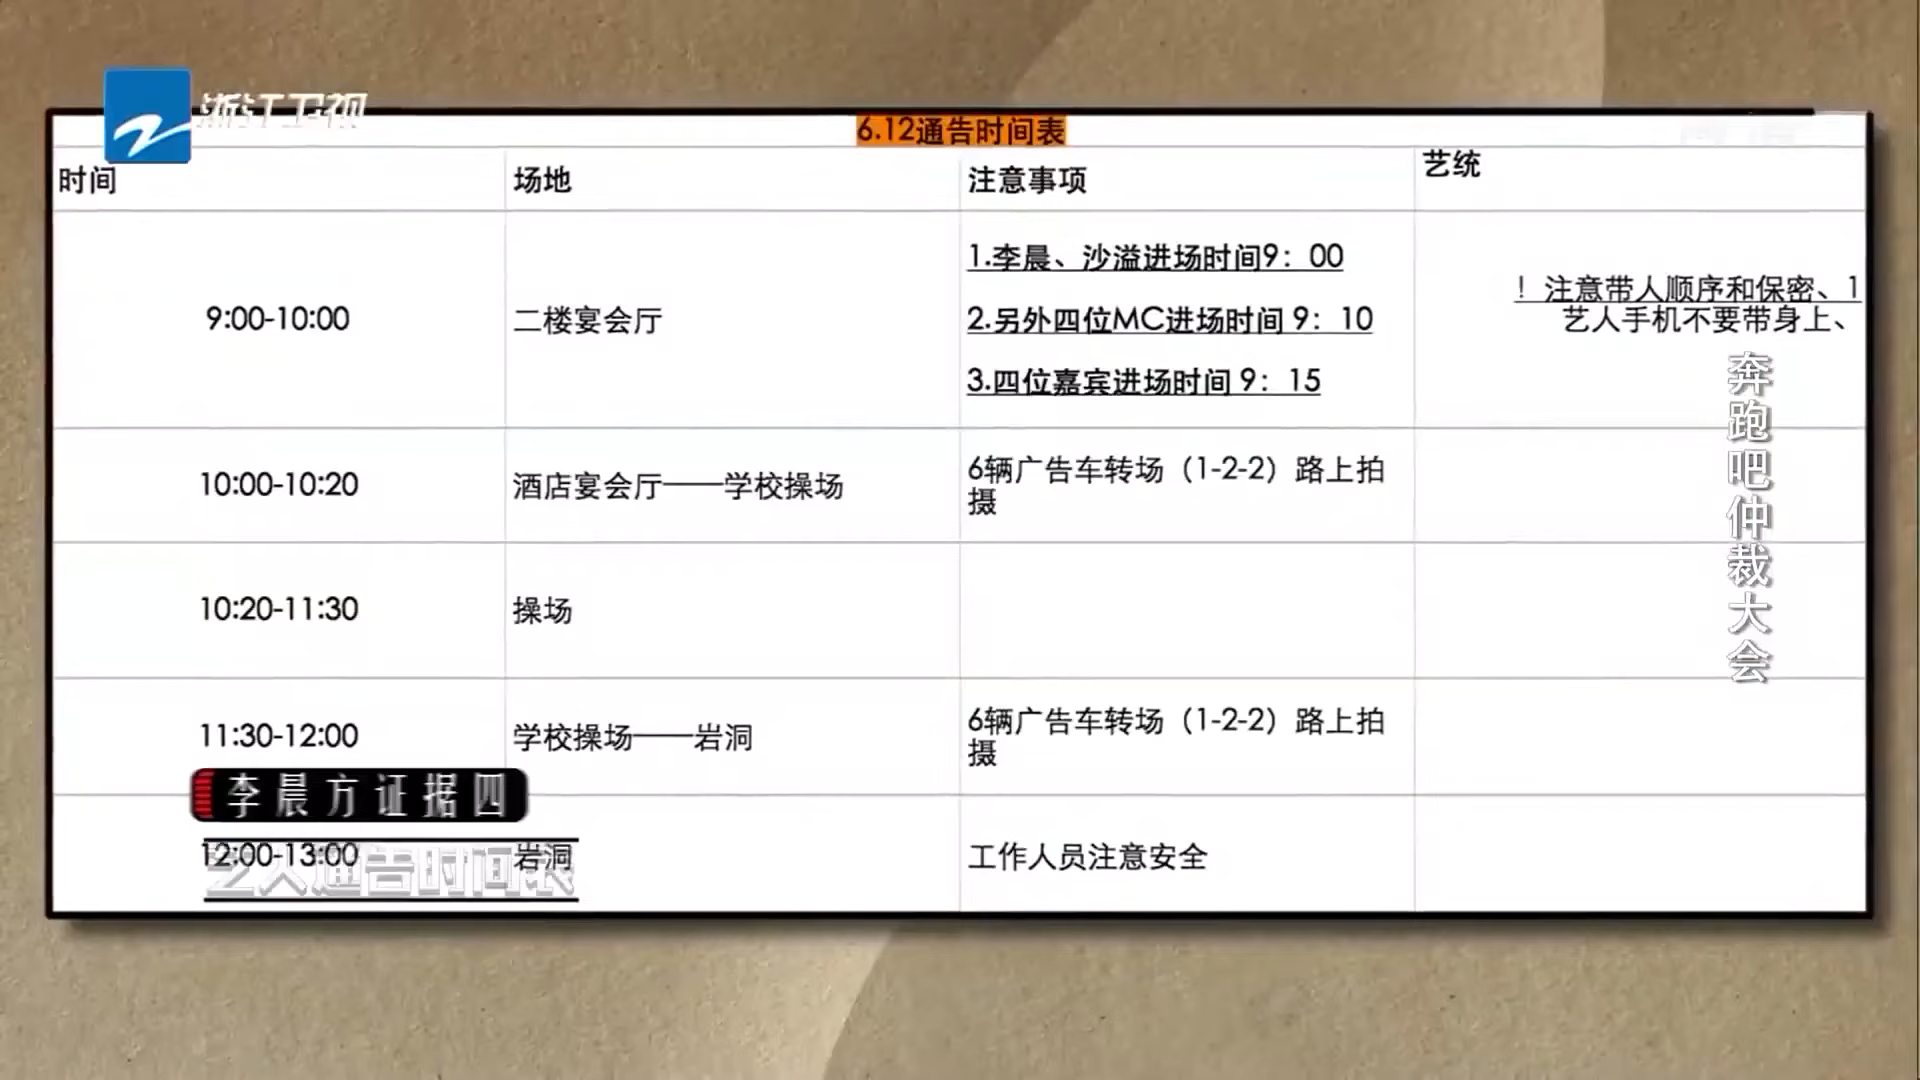 浙江卫视
6.12通告时间表
时间
场地
注意事项
艺统
9:00-10:00
二楼宴会厅
1.李晨、沙溢进场时间9：00
2.另外四位MC进场时间 9：10
3.四位嘉宾进场时间 9：15
！注意带人顺序和保密、1
艺人手机不要带身上、
10:00-10:20
酒店宴会厅——学校操场
6辆广告车转场（1-2-2）路上拍
摄
10:20-11:30
操场
11:30-12:00
学校操场——岩洞
6辆广告车转场（1-2-2）路上拍
摄
12:00-13:00
岩洞
工作人员注意安全
李晨方证据四
艺人通告时间表
奔跑吧仲裁大会